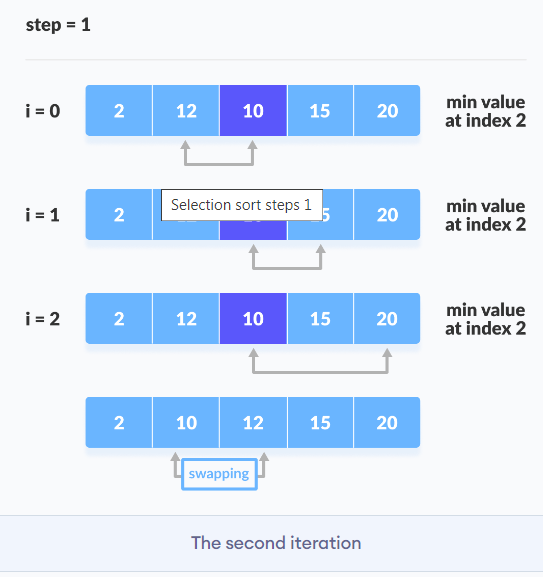 step = 1
i = 0 2 12 10 15 20 min value
at index 2
i = 1 2 20 min value
Selection sort steps 1
at index 2
i = 2 2 12 10 15 20 min value
at index 2
2 10 12 15 20
swapping
The second iteration